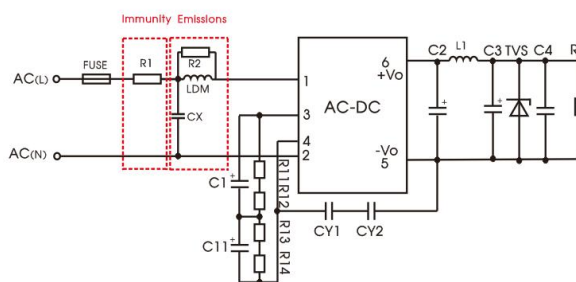 Immunity Emissions
R2
C2 L1 C3 TVS C4 R
FUSE R1
6
+Vo
AC(L)
LDM
1
AC-DC
3
CX
4
AC(N)
2
-Vo
5
C1
R11
R12
CY1 CY2
C11
R13
R14